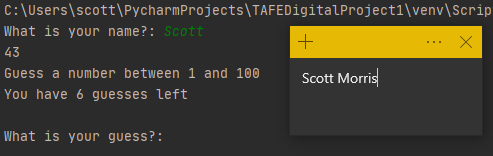 C:\Users\scott\PycharmProjects\TAFEDigitalProject1\venv\Scrip
What is your name?: Scott
43
Guess a number between 1 and 100
You have 6 guesses left
What is your guess?:
Scott Morris